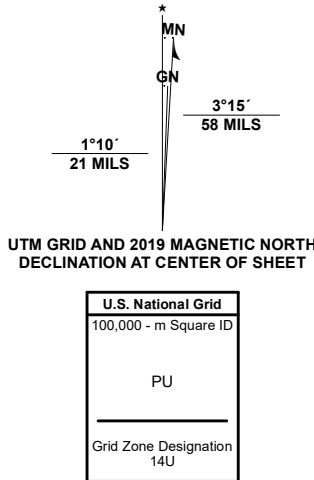 MN
GN
3°15´
58 MILS
1°10´
21 MILS
UTM GRID AND 2019 MAGNETIC NORTH
DECLINATION AT CENTER OF SHEET
U.S. National Grid
100,000 - m Square ID
PU
Grid Zone Designation
14U